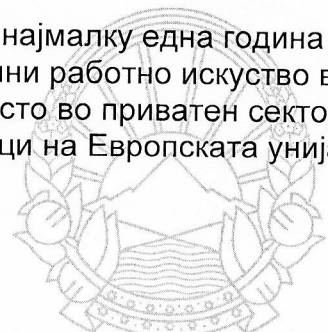 најмалку една година
ни работно искуство в
сто во приватен секто
ци на Европската униј